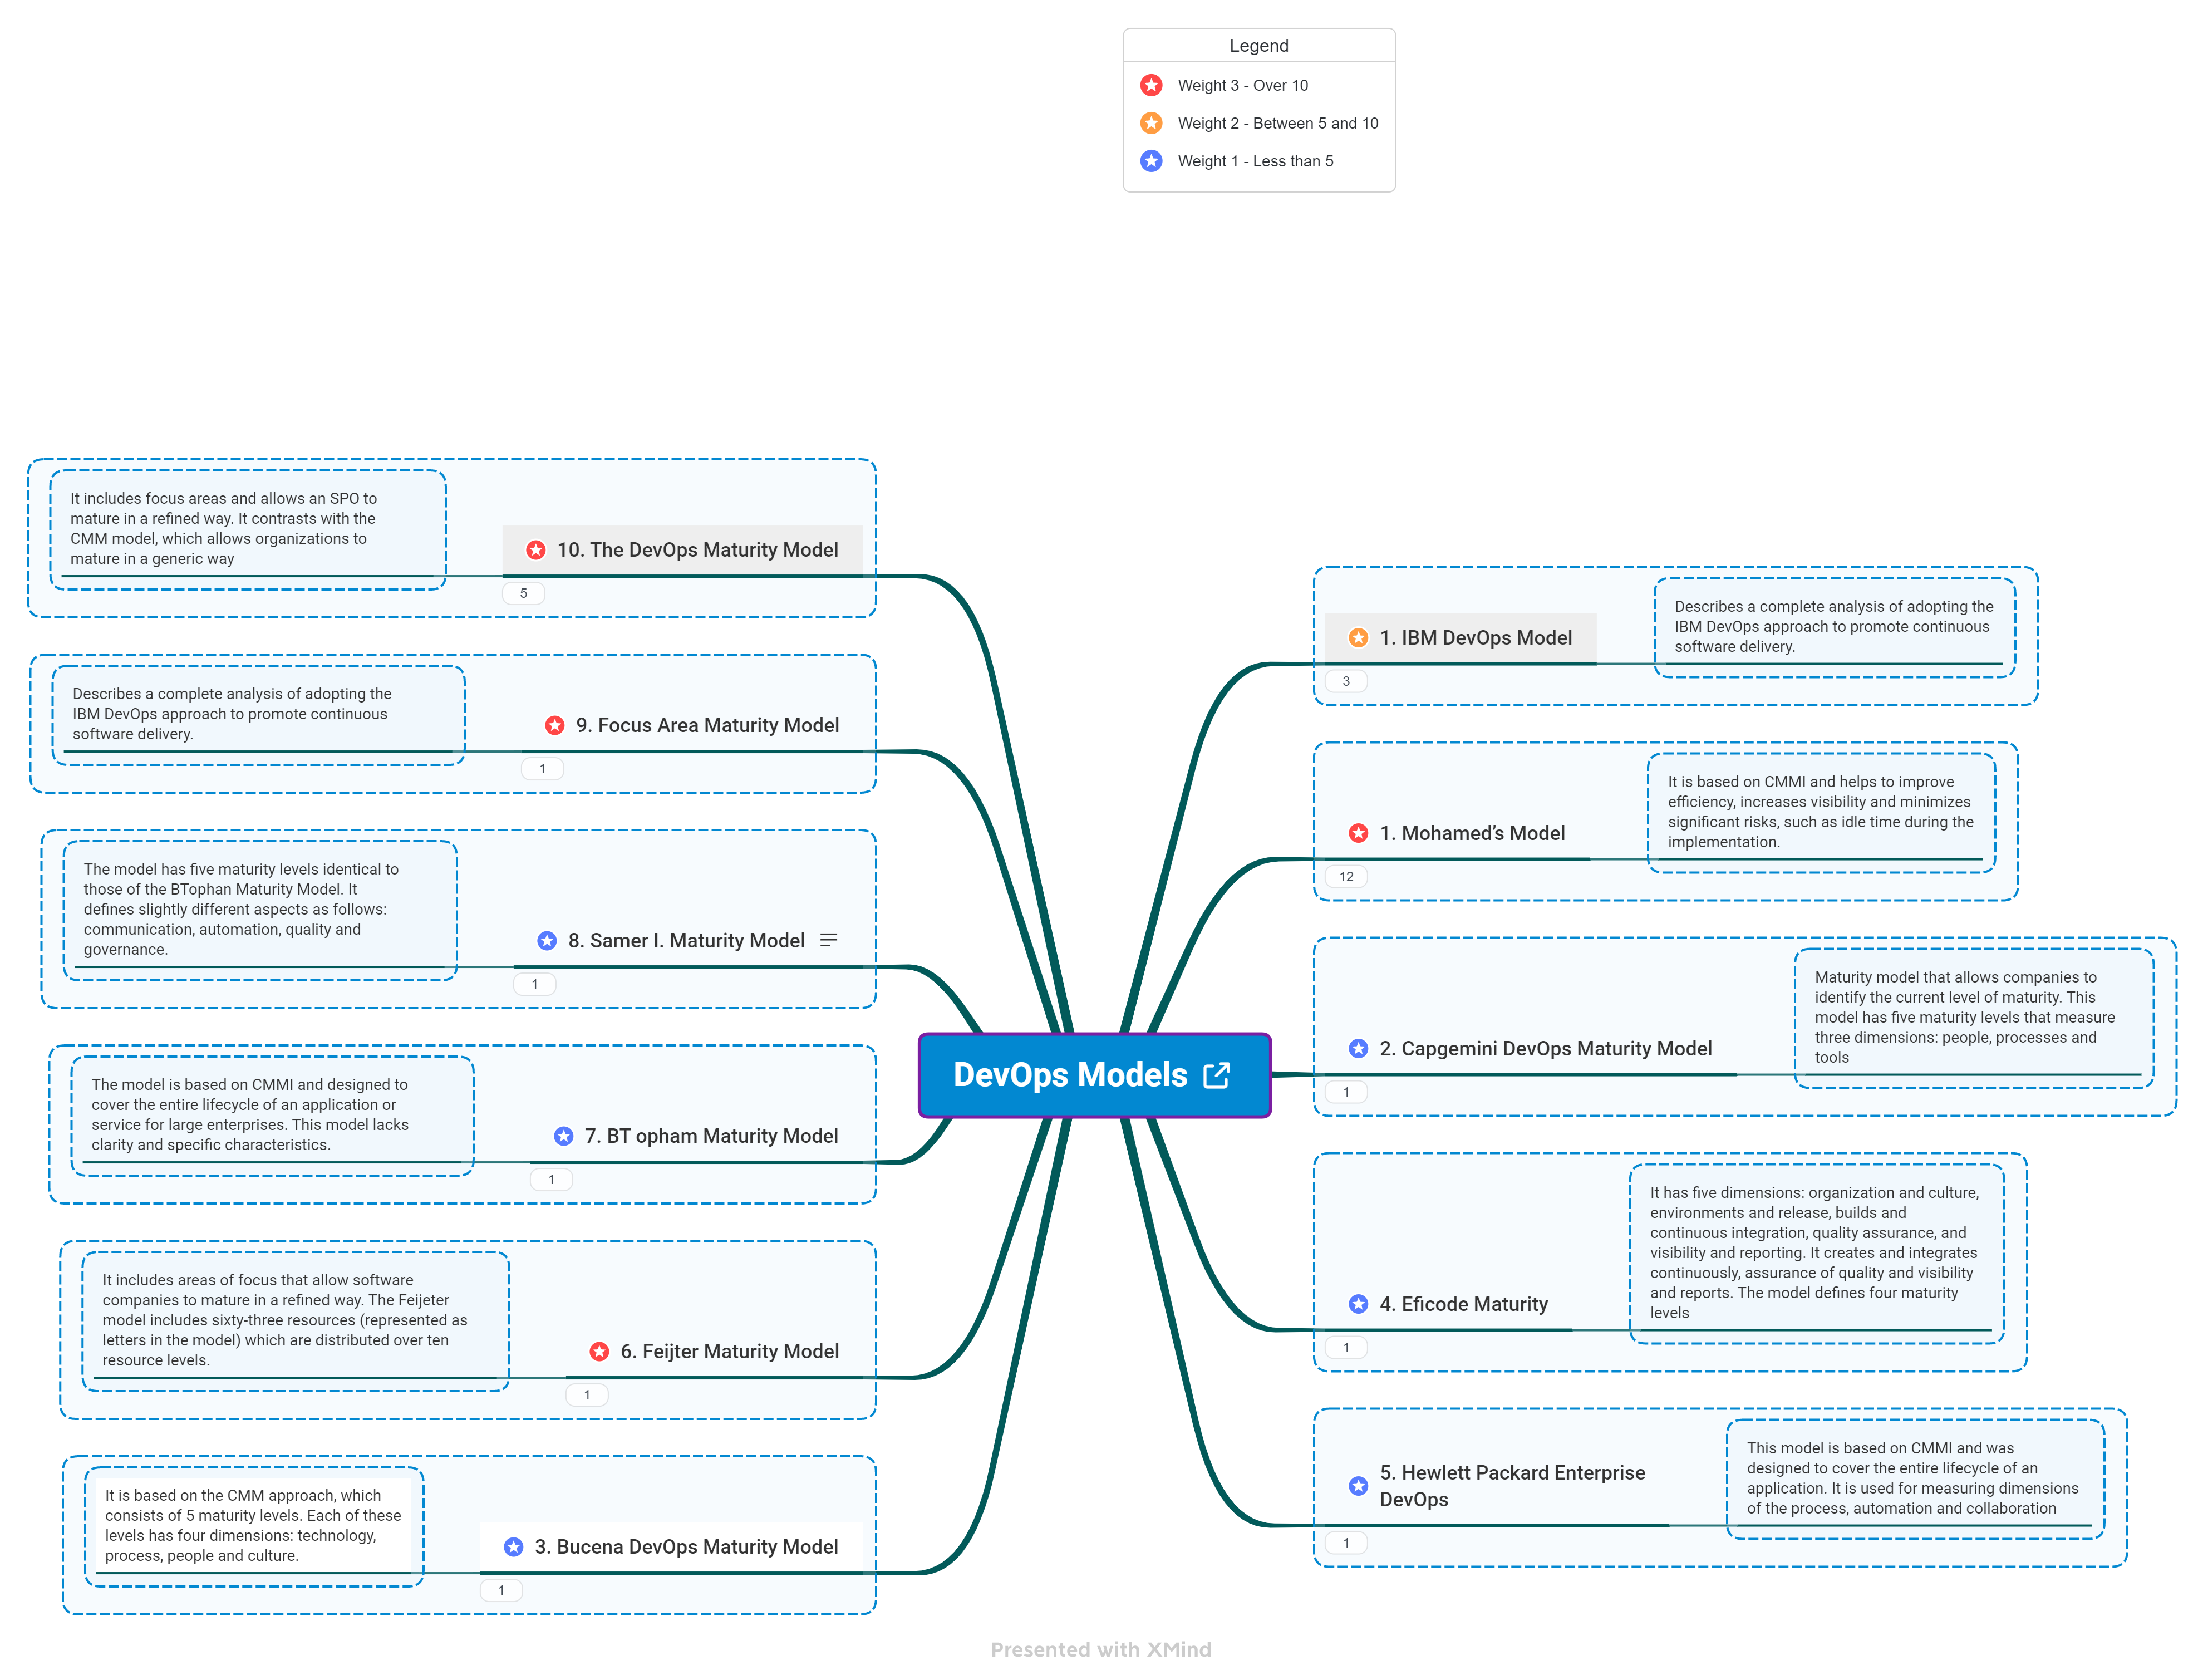 Legend
Weight 3 - Over 10
Weight 2 - Between 5 and 10
Weight 1 - Less than 5
DevOps Models
It includes focus areas and allows an SPO to
mature in a refined way. It contrasts with the
CMM model, which allows organizations to
mature in a generic way
10. The DevOps Maturity Model
5
Describes a complete analysis of adopting the
IBM DevOps approach to promote continuous
software delivery.
9. Focus Area Maturity Model
1
The model has five maturity levels identical to
those of the BTophan Maturity Model. It
defines slightly different aspects as follows:
communication, automation, quality and
governance.
8. Samer I. Maturity Model
1
The model is based on CMMI and designed to
cover the entire lifecycle of an application or
service for large enterprises. This model lacks
clarity and specific characteristics.
7. BT opham Maturity Model
1
It includes areas of focus that allow software
companies to mature in a refined way. The Feijeter
model includes sixty-three resources (represented as
letters in the model) which are distributed over ten
resource levels.
6. Feijter Maturity Model
1
It is based on the CMM approach, which
consists of 5 maturity levels. Each of these
levels has four dimensions: technology,
process, people and culture.
3. Bucena DevOps Maturity Model
1
1. IBM DevOps Model
3
Describes a complete analysis of adopting the
IBM DevOps approach to promote continuous
software delivery.
1. Mohamed’s Model
12
It is based on CMMI and helps to improve
efficiency, increases visibility and minimizes
significant risks, such as idle time during the
implementation.
2. Capgemini DevOps Maturity Model
1
Maturity model that allows companies to
identify the current level of maturity. This
model has five maturity levels that measure
three dimensions: people, processes and
tools
4. Eficode Maturity
1
It has five dimensions: organization and culture,
environments and release, builds and
continuous integration, quality assurance, and
visibility and reporting. It creates and integrates
continuously, assurance of quality and visibility
and reports. The model defines four maturity
levels
5. Hewlett Packard Enterprise
DevOps
1
This model is based on CMMI and was
designed to cover the entire lifecycle of an
application. It is used for measuring dimensions
of the process, automation and collaboration
Presented with XMind